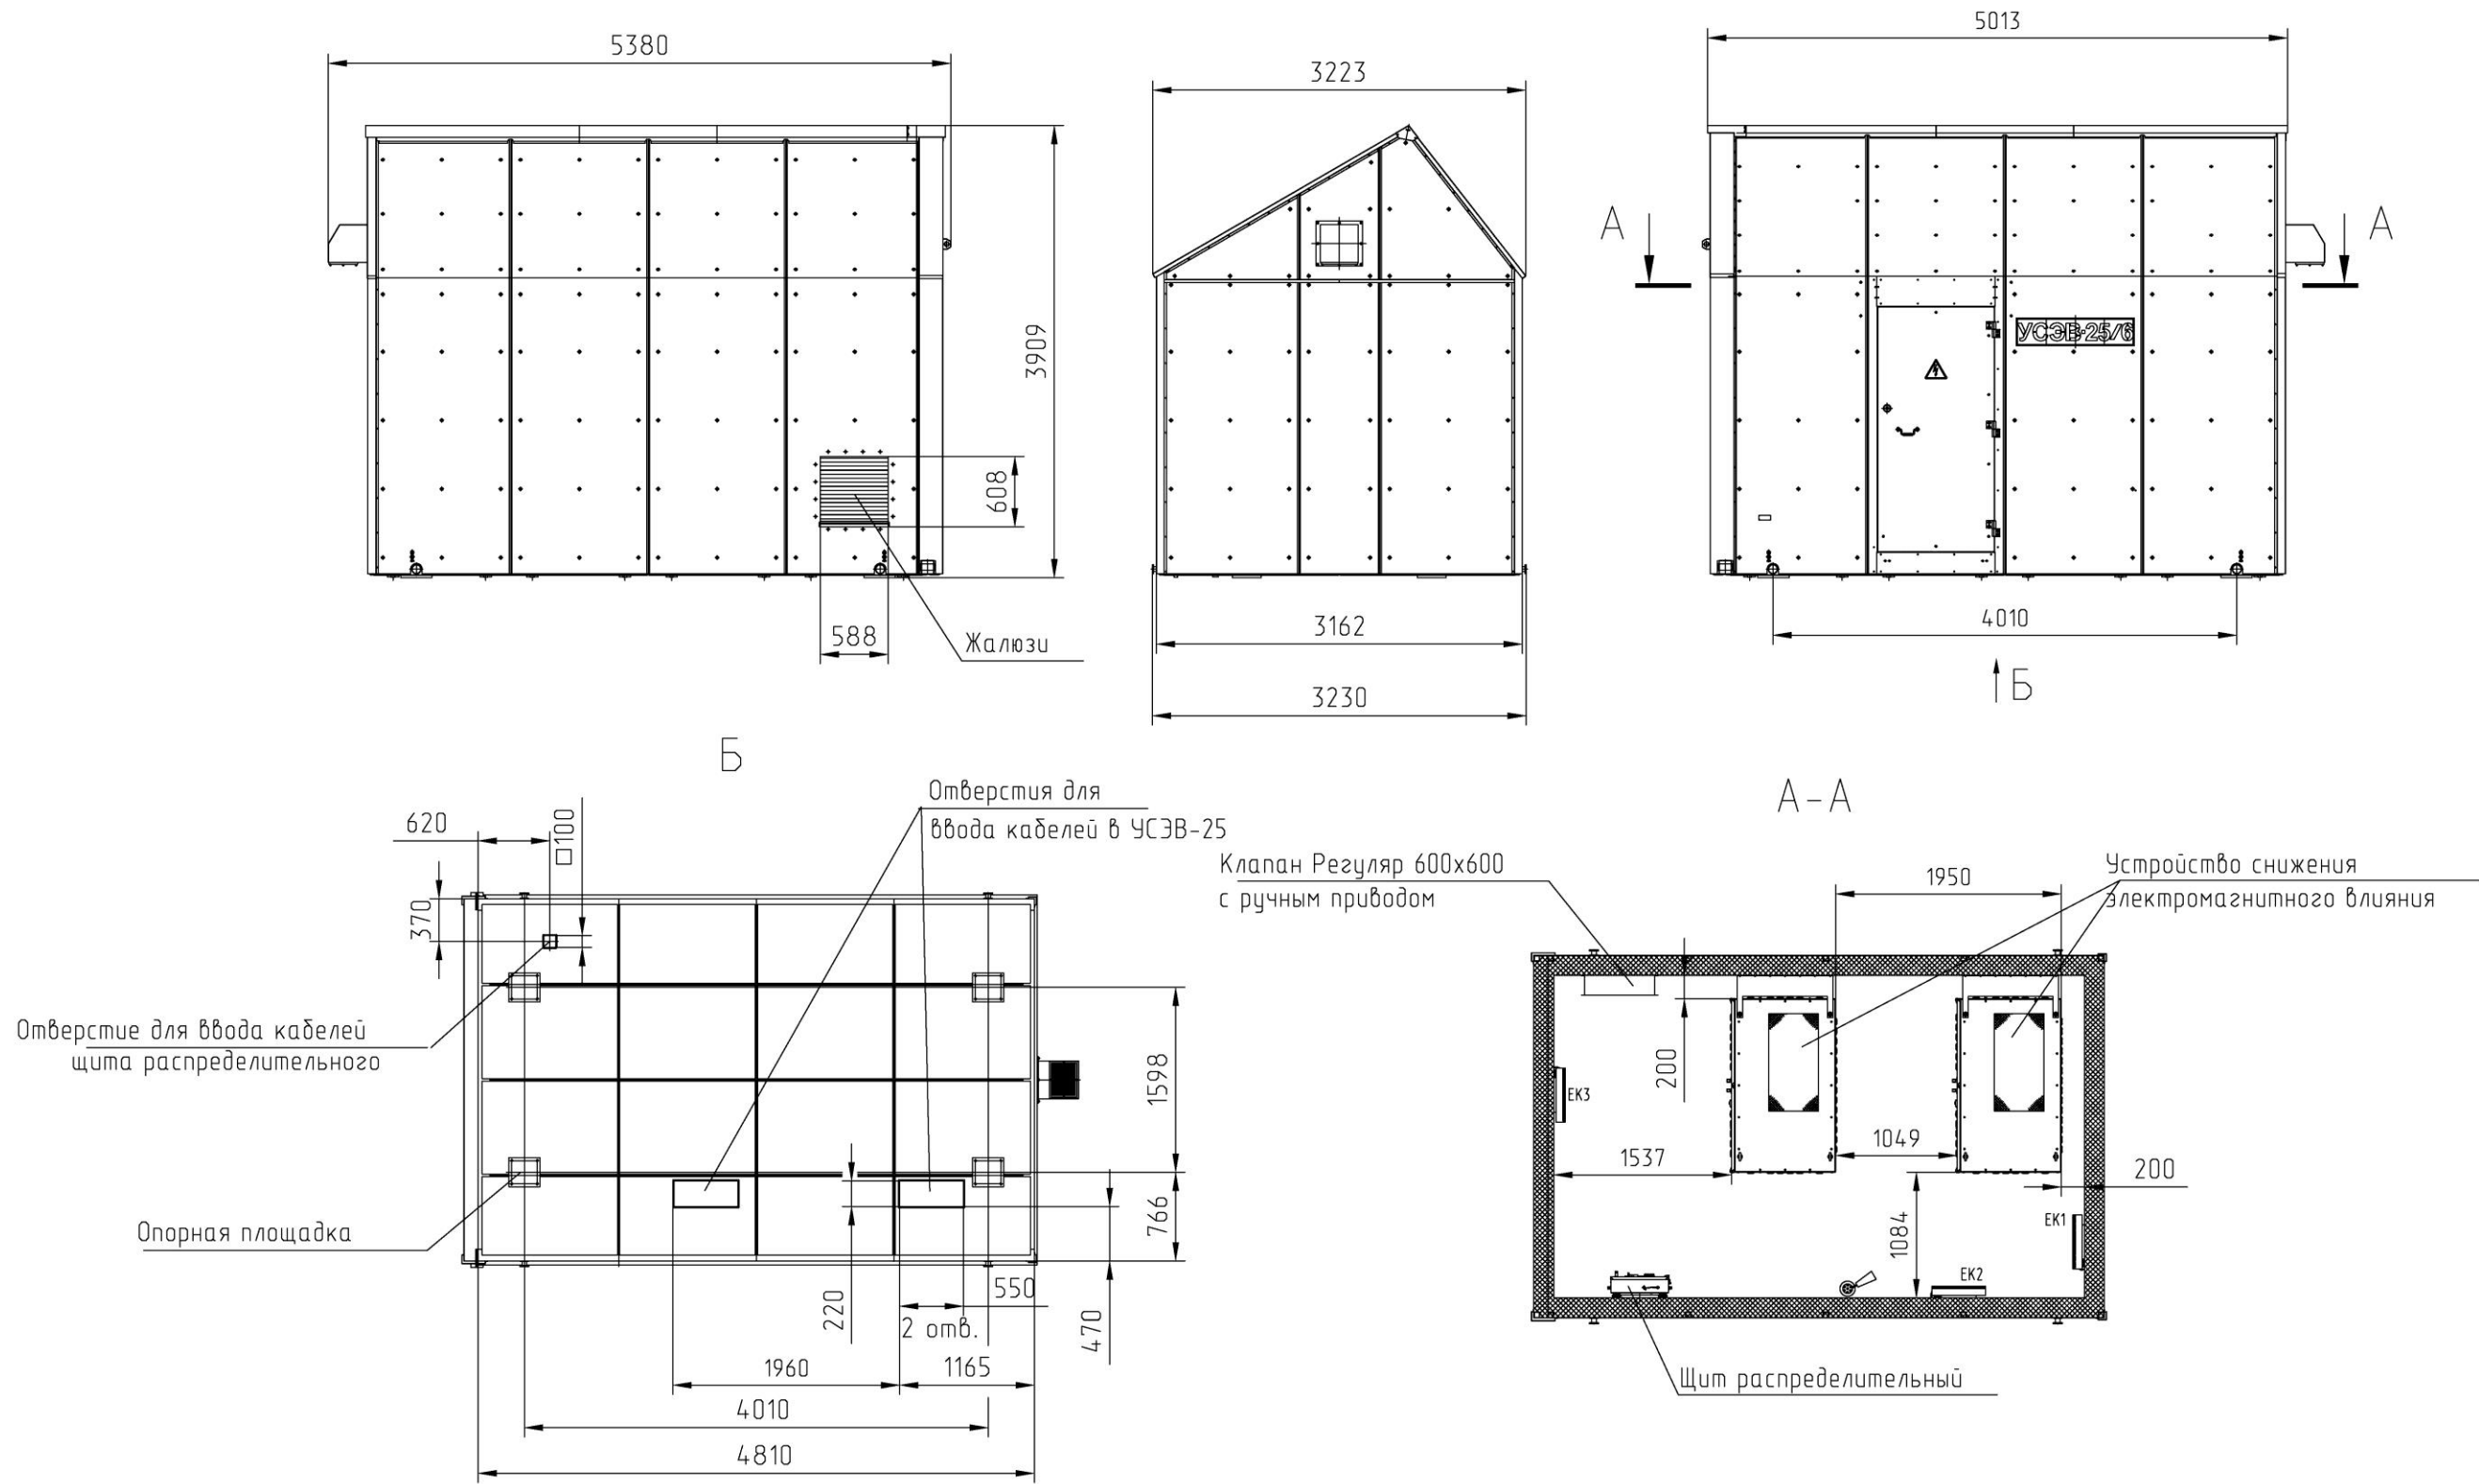 5380
3223
5013
А
А
3909
УСЭВ-25/6
608
588
Жалюзи
3162
3230
4010
Б
Б
Отверстия для
ввода кабелей в УСЭВ-25
620
□100
370
Отверстие для ввода кабелей
щита распределительного
Опорная площадка
1598
766
220
550
2 отв.
470
1960
1165
4010
4810
А-А
Клапан Регуляр 600х600
с ручным приводом
1950
Устройство снижения
электромагнитного влияния
200
EK3
1537
1049
200
1084
EK1
EK2
Щит распределительный